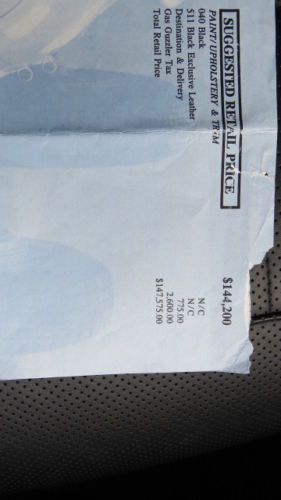 SUGGESTED RETAIL PRICE $144,200
PAINT/UPHOLSTERY & TRIM
040 Black N/C
511 Black Exclusive Leather N/C
Destination & Delivery 775.00
Gas Guzzler Tax 2,600.00
Total Retail Price $147,575.00